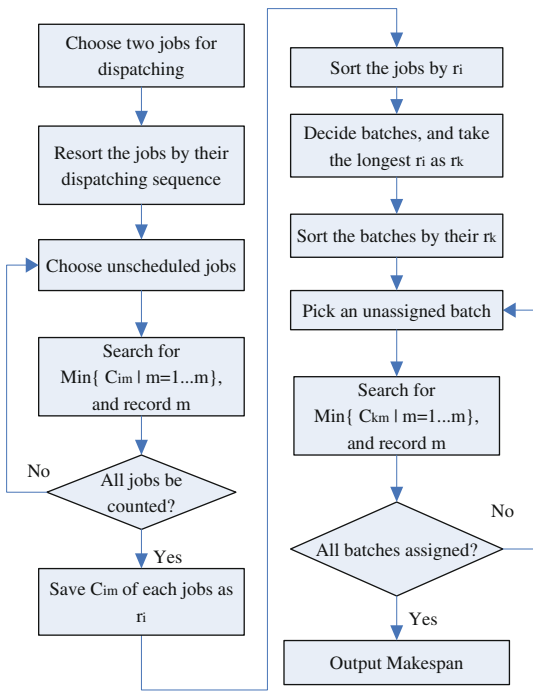 Choose two jobs for
dispatching
Resort the jobs by their
dispatching sequence
Choose unscheduled jobs
Search for
Min{ Cim | m=1...m},
and record m
No
All jobs be
counted?
Yes
Save Cim of each jobs as
ri
Sort the jobs by ri
Decide batches, and take
the longest ri as rk
Sort the batches by their rk
Pick an unassigned batch
Search for
Min{ Ckm | m=1...m},
and record m
No
All batches assigned?
Yes
Output Makespan